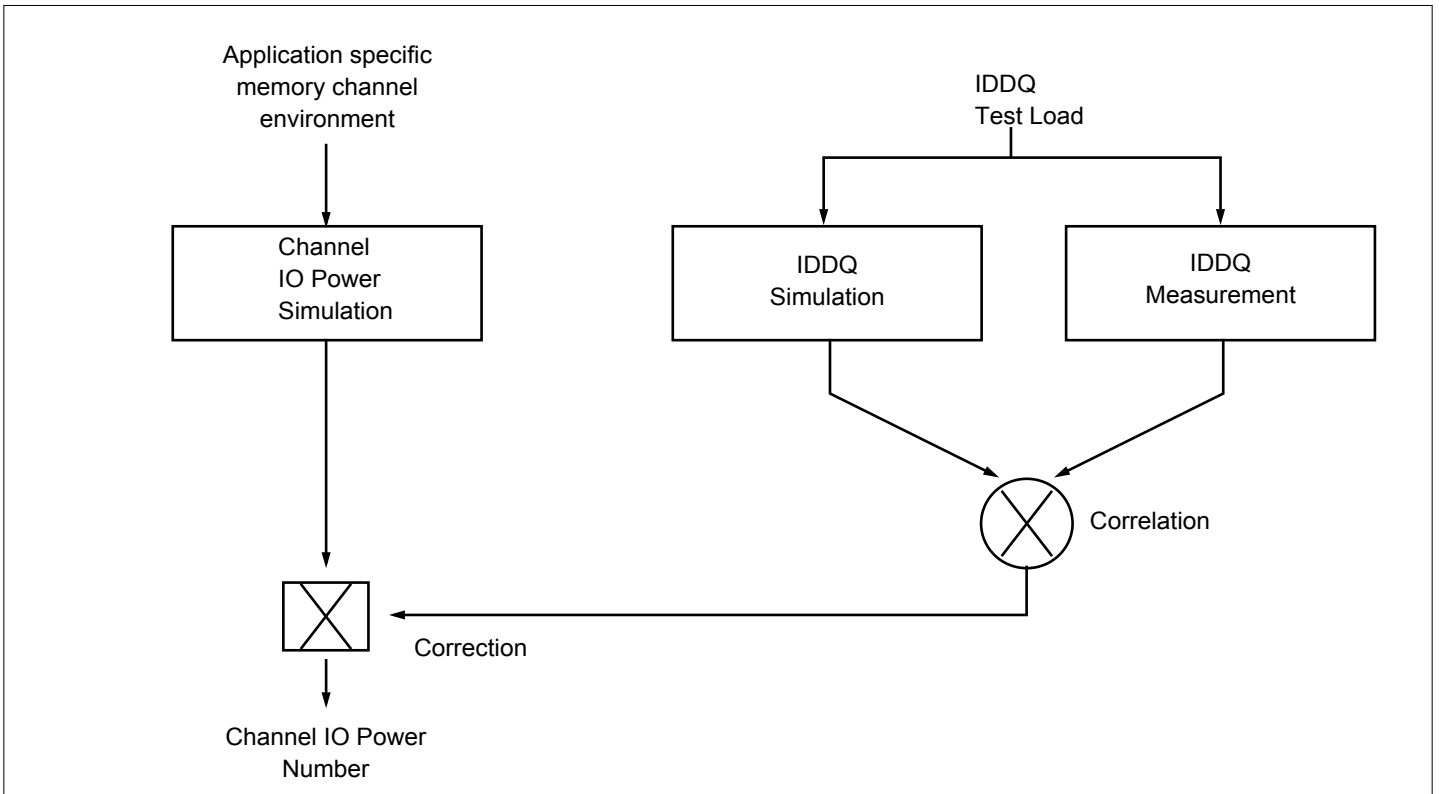 Application specific
memory channel
environment
IDDQ
Test Load
Channel
IO Power
Simulation
IDDQ
Simulation
IDDQ
Measurement
Correlation
Correction
Channel IO Power
Number